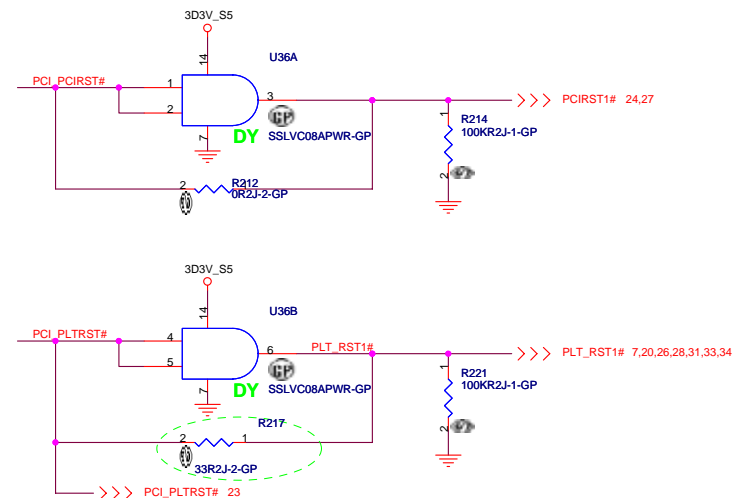 3D3V_S5
14
U36A
PCI_PCIRST#
1
2
3
GP
7
DY
SSLVC08APWR-GP
PCIRST1# 24,27
1
R214
100KR2J-1-GP
2
2
R212
1
0R2J-2-GP
3D3V_S5
14
U36B
PCI_PLTRST#
4
5
6
PLT_RST1#
GP
7
DY
SSLVC08APWR-GP
PLT_RST1# 7,20,26,28,31,33,34
1
R221
100KR2J-1-GP
2
R217
2
1
33R2J-2-GP
PCI_PLTRST# 23